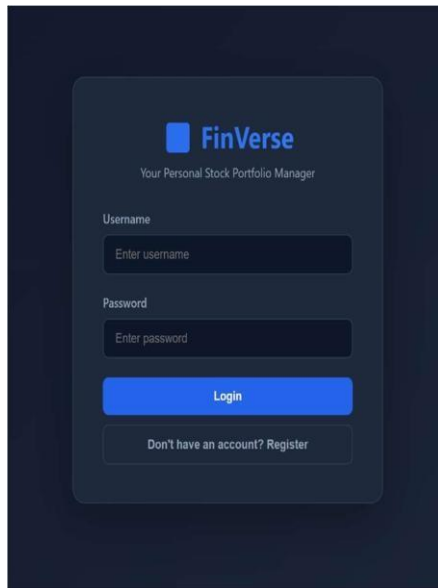 FinVerse
Your Personal Stock Portfolio Manager
Username
Enter username
Password
Enter password
Login
Don't have an account? Register